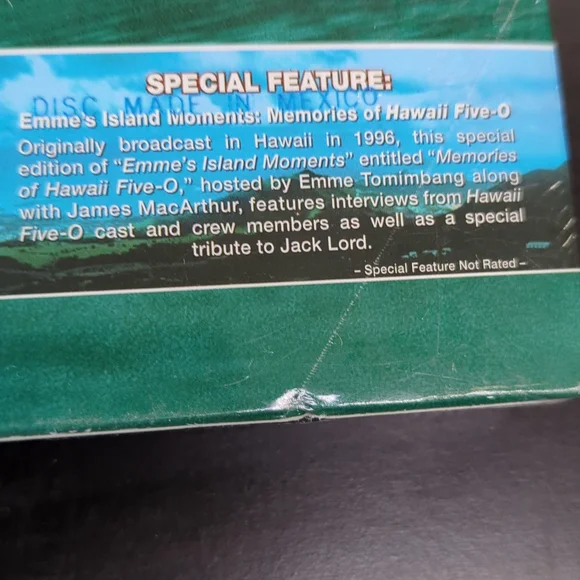 SPECIAL FEATURE:
DISC MADE IN MEXICO
Emme's Island Moments: Memories of Hawaii Five-O
Originally broadcast in Hawaii in 1996, this special
edition of "Emme's Island Moments" entitled "Memories
of Hawaii Five-O," hosted by Emme Tomimbang along
with James MacArthur, features interviews from Hawaii
Five-O cast and crew members as well as a special
tribute to Jack Lord.
– Special Feature Not Rated –